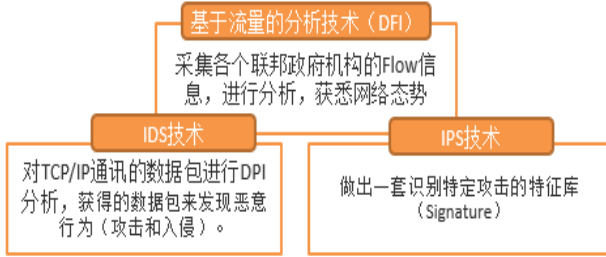 基于流量的分析技术（DFI）
采集各个联邦政府机构的Flow信
息，进行分析，获悉网络态势
IDS技术
对TCP/IP通讯的数据包进行DPI
分析，获得的数据包来发现恶意
行为（攻击和入侵）。
IPS技术
做出一套识别特定攻击的特征库
（Signature）